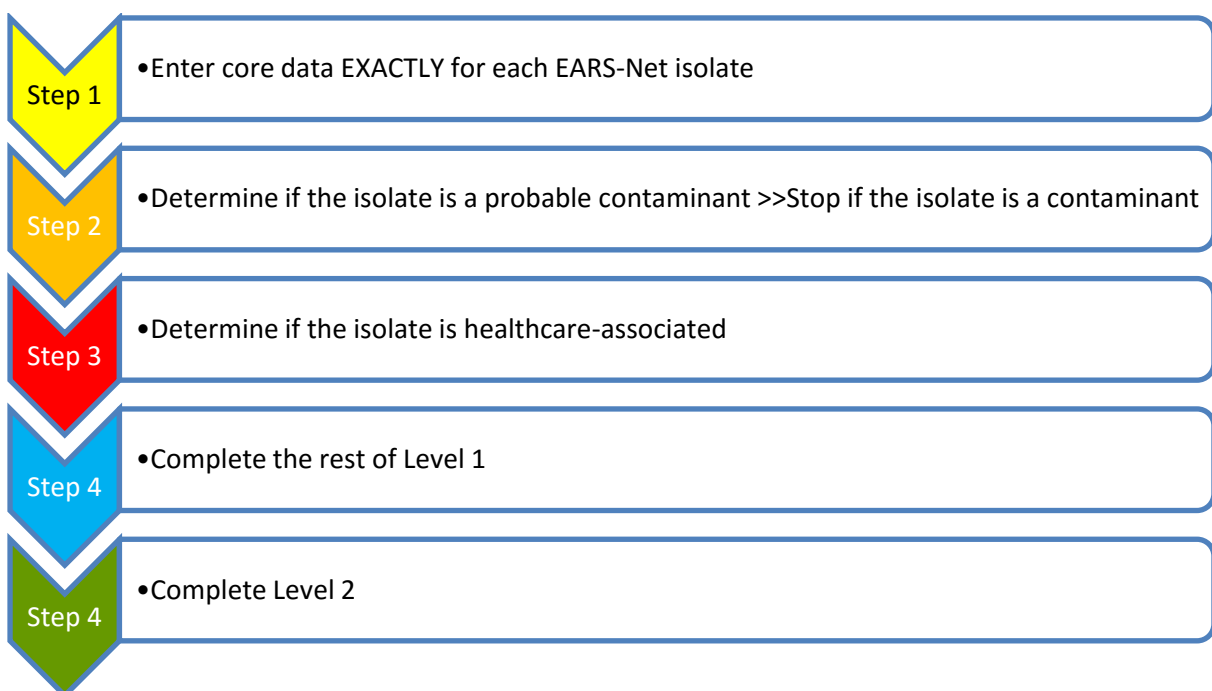 Step 1
•Enter core data EXACTLY for each EARS-Net isolate
Step 2
•Determine if the isolate is a probable contaminant >>Stop if the isolate is a contaminant
Step 3
•Determine if the isolate is healthcare-associated
Step 4
•Complete the rest of Level 1
Step 4
•Complete Level 2